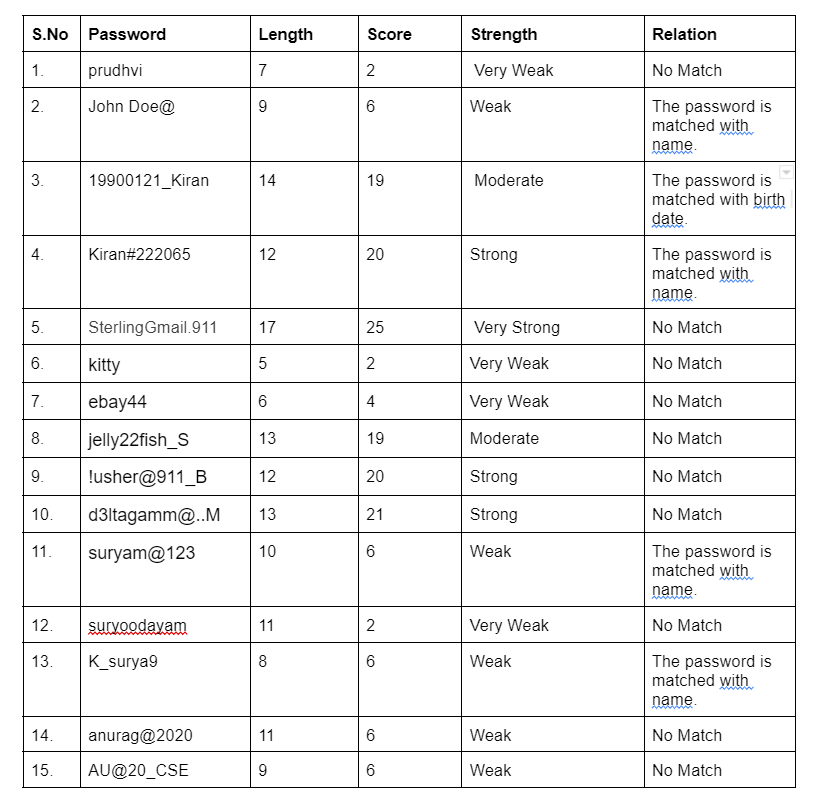 S.No Password Length Score Strength Relation
1. prudhvi 7 2 Very Weak No Match
2. John Doe@ 9 6 Weak The password is
matched with
name.
3. 19900121_Kiran 14 19 Moderate The password is
matched with birth
date.
4. Kiran#222065 12 20 Strong The password is
matched with
name.
5. SterlingGmail.911 17 25 Very Strong No Match
6. kitty 5 2 Very Weak No Match
7. ebay44 6 4 Very Weak No Match
8. jelly22fish_S 13 19 Moderate No Match
9. !usher@911_B 12 20 Strong No Match
10. d3ltagamm@..M 13 21 Strong No Match
11. suryam@123 10 6 Weak The password is
matched with
name.
12. suryoodayam 11 2 Very Weak No Match
13. K_surya9 8 6 Weak The password is
matched with
name.
14. anurag@2020 11 6 Weak No Match
15. AU@20_CSE 9 6 Weak No Match